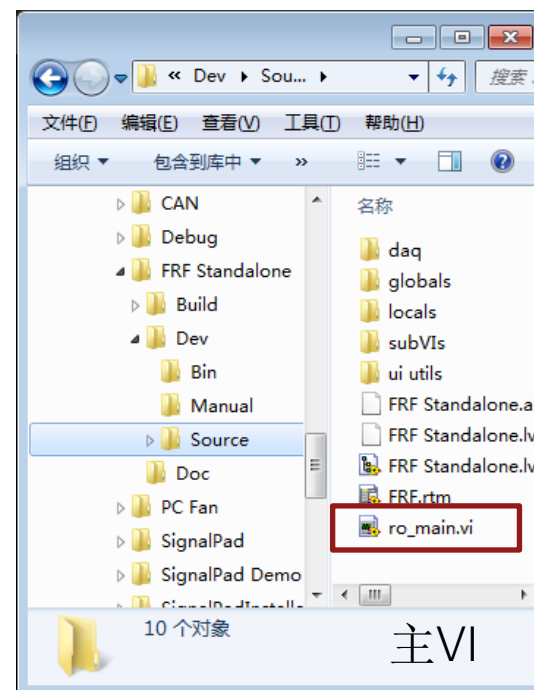 « Dev ▸ Sou... ▸
搜索
文件(F) 编辑(E) 查看(V) 工具(T) 帮助(H)
组织 包含到库中 »
CAN
Debug
FRF Standalone
Build
Dev
Bin
Manual
Source
Doc
PC Fan
SignalPad
SignalPad Demo
名称
daq
globals
locals
subVIs
ui utils
FRF Standalone.a
FRF Standalone.lv
FRF Standalone.lv
FRF.rtm
ro_main.vi
10 个对象
主VI